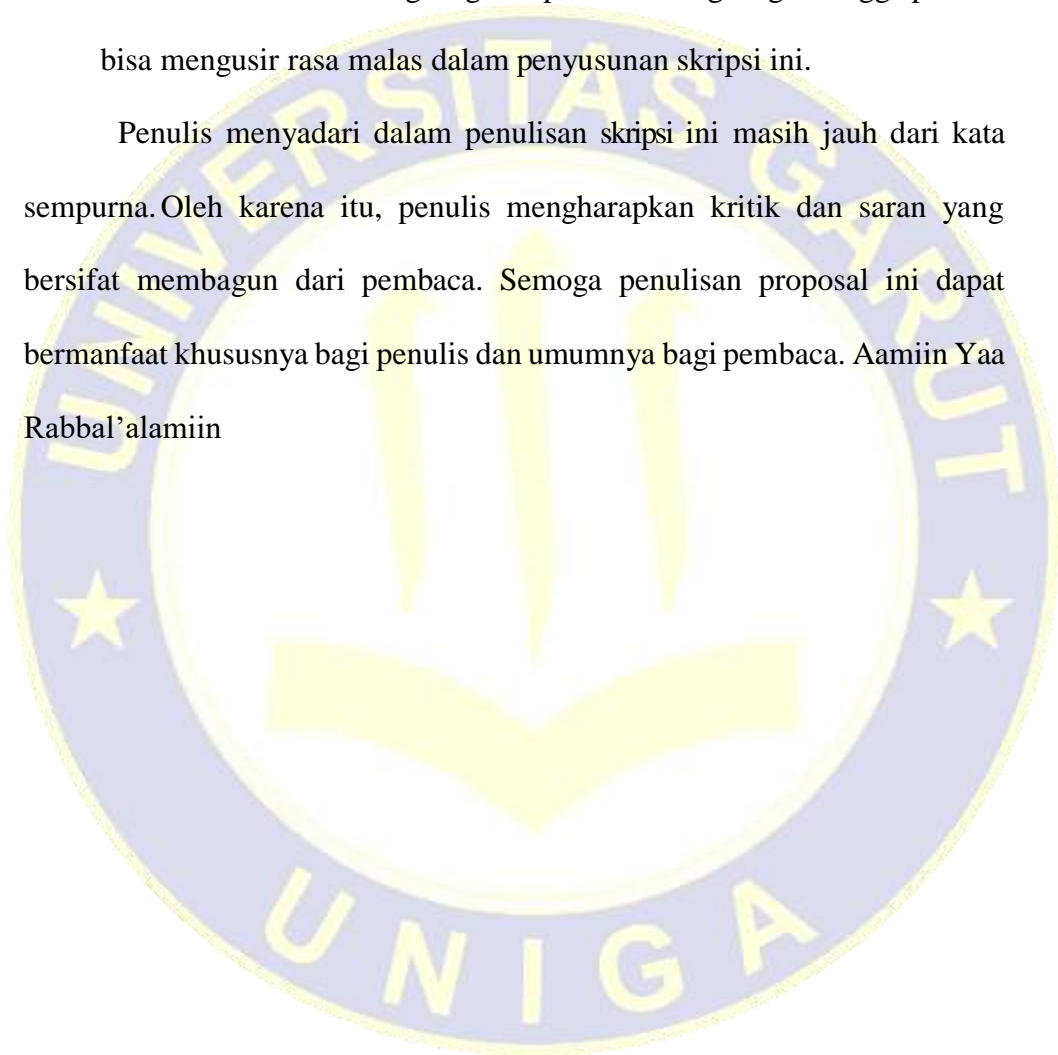 bisa mengusir rasa malas dalam penyusunan skripsi ini.
Penulis menyadari dalam penulisan skripsi ini masih jauh dari kata
sempurna. Oleh karena itu, penulis mengharapkan kritik dan saran yang
bersifat membagun dari pembaca. Semoga penulisan proposal ini dapat
bermanfaat khususnya bagi penulis dan umumnya bagi pembaca. Aamiin Yaa
Rabbal’alamiin
UNIVERSITAS GARUT
UNIGA